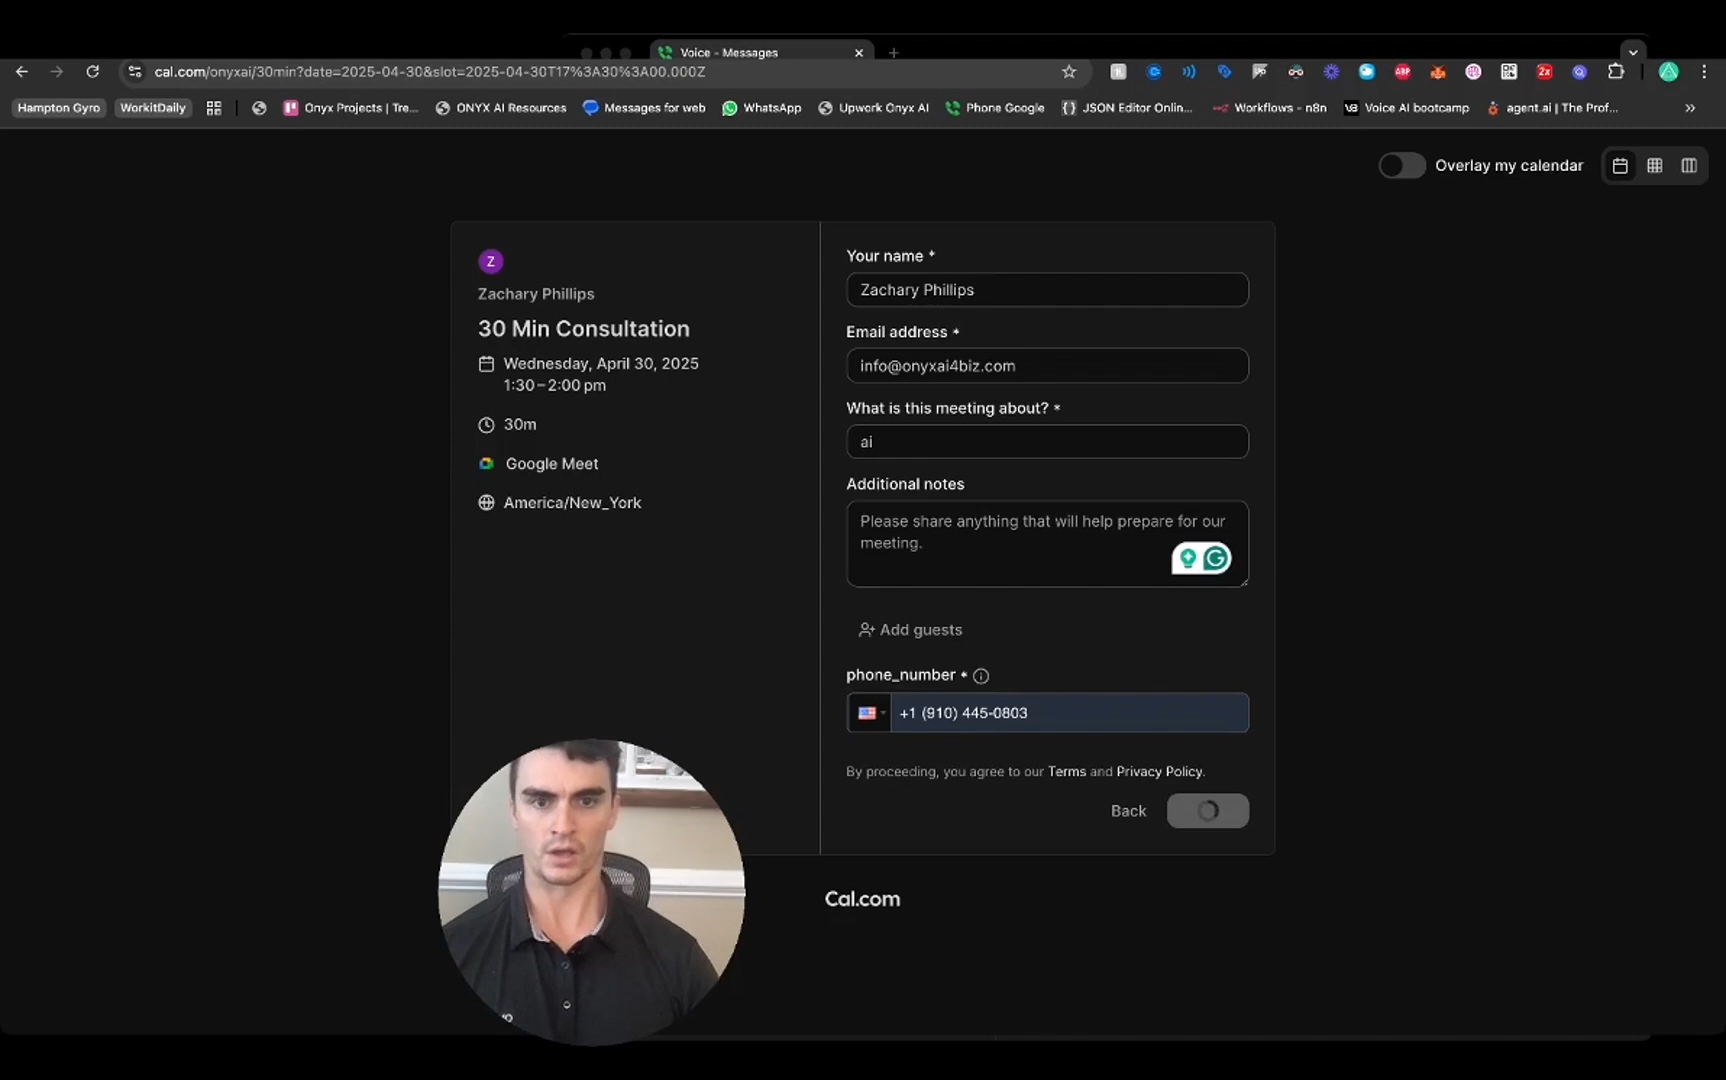 Voice - Messages
cal.com/onyxai/30min?date=2025-04-30&slot=2025-04-30T17%3A30%3A00.000Z
Hampton Gyro
WorkitDaily
Onyx Projects | Tre...
ONYX AI Resources
Messages for web
WhatsApp
Upwork Onyx AI
Phone Google
JSON Editor Onlin...
Workflows - n8n
Voice AI bootcamp
agent.ai | The Prof...
Overlay my calendar
Z
Zachary Phillips
30 Min Consultation
Wednesday, April 30, 2025
1:30 – 2:00 pm
30m
Google Meet
America/New_York
Your name *
Zachary Phillips
Email address *
info@onyxai4biz.com
What is this meeting about? *
ai
Additional notes
Please share anything that will help prepare for our
meeting.
Add guests
phone_number *
+1 (910) 445-0803
By proceeding, you agree to our Terms and Privacy Policy.
Back
Cal.com